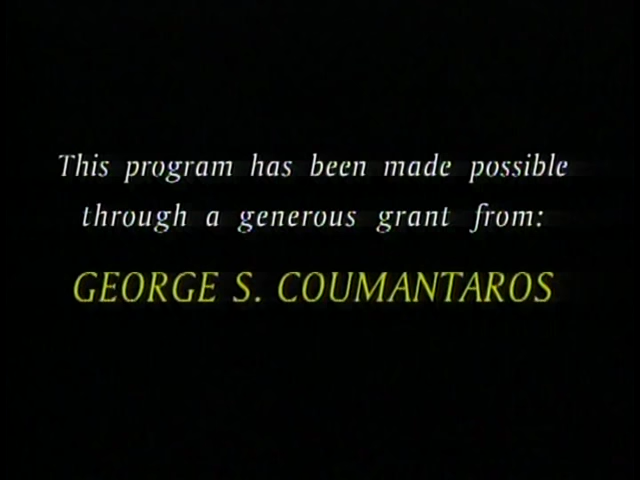 This program has been made possible
through a generous grant from:
GEORGE S. COUMANTAROS